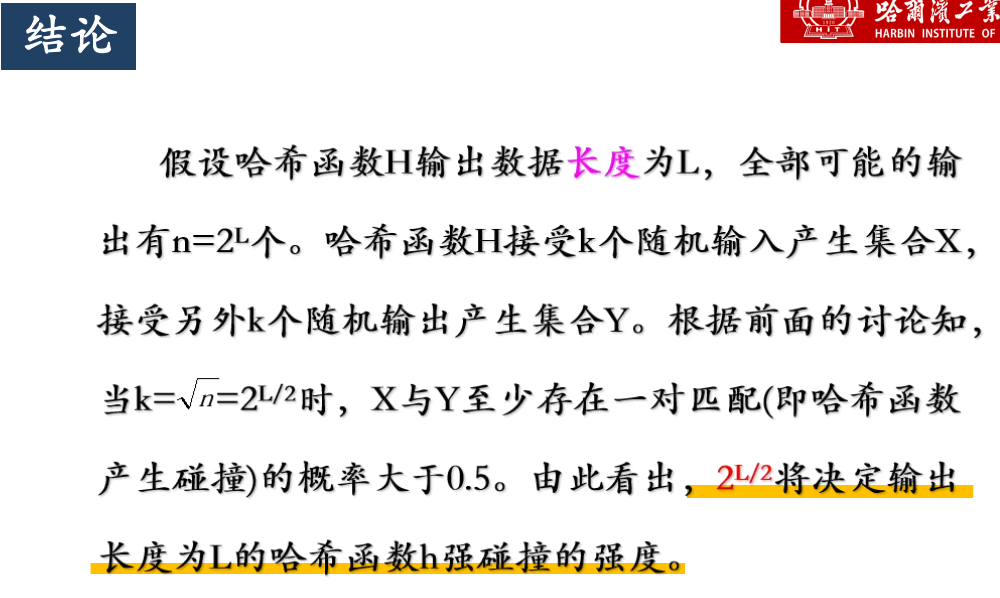 结论
哈爾濱工業
HARBIN INSTITUTE OF
HIT
1920
假设哈希函数H输出数据长度为L，全部可能的输
出有n=2ᴸ个。哈希函数H接受k个随机输入产生集合X，
接受另外k个随机输出产生集合Y。根据前面的讨论知，
当k=√n=2ᴸ/²时，X与Y至少存在一对匹配(即哈希函数
产生碰撞)的概率大于0.5。由此看出，2ᴸ/²将决定输出
长度为L的哈希函数h强碰撞的强度。